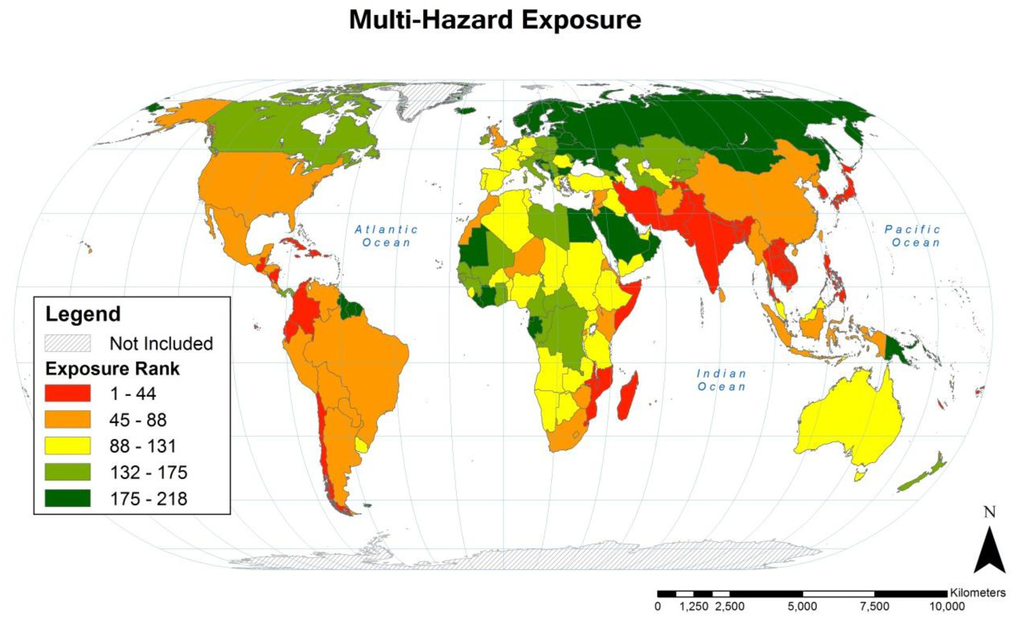 Multi-Hazard Exposure
Atlantic
Ocean
Pacific
Ocean
Indian
Ocean
Legend
Not Included
Exposure Rank
1 - 44
45 - 88
88 - 131
132 - 175
175 - 218
N
Kilometers
0 1,250 2,500 5,000 7,500 10,000